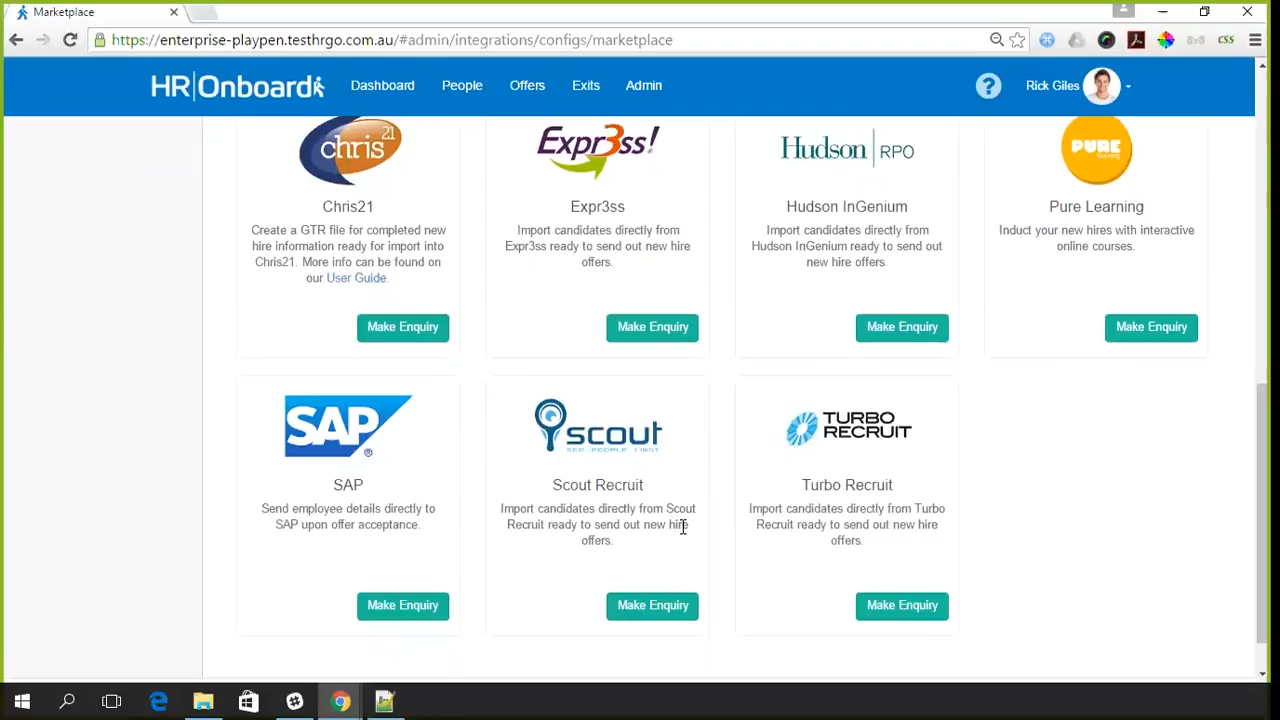 Marketplace
https://enterprise-playpen.testhrgo.com.au/#admin/integrations/configs/marketplace
CSS
HR|Onboard
Dashboard
People
Offers
Exits
Admin
?
Rick Giles
chris 21
Expr3ss!
Hudson | RPO
PURE
learning
Chris21
Expr3ss
Hudson InGenium
Pure Learning
Create a GTR file for completed new
hire information ready for import into
Chris21. More info can be found on
our User Guide.
Import candidates directly from
Expr3ss ready to send out new hire
offers.
Import candidates directly from
Hudson InGenium ready to send out
new hire offers.
Induct your new hires with interactive
online courses.
Make Enquiry
Make Enquiry
Make Enquiry
Make Enquiry
SAP
scout
SEE PEOPLE FIRST
TURBO
RECRUIT
SAP
Scout Recruit
Turbo Recruit
Send employee details directly to
SAP upon offer acceptance.
Import candidates directly from Scout
Recruit ready to send out new hire
offers.
Import candidates directly from Turbo
Recruit ready to send out new hire
offers.
Make Enquiry
Make Enquiry
Make Enquiry